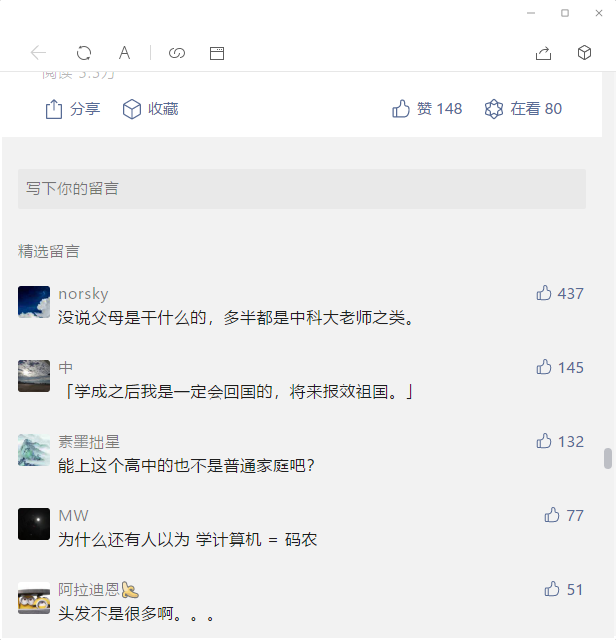 阅读 5.5万
A
分享 收藏 赞 148 在看 80
写下你的留言
精选留言
norsky 437
没说父母是干什么的，多半都是中科大老师之类。
中 145
「学成之后我是一定会回国的，将来报效祖国。」
素墨拙星 132
能上这个高中的也不是普通家庭吧？
MW 77
为什么还有人以为 学计算机 = 码农
阿拉迪恩 51
头发不是很多啊。。。